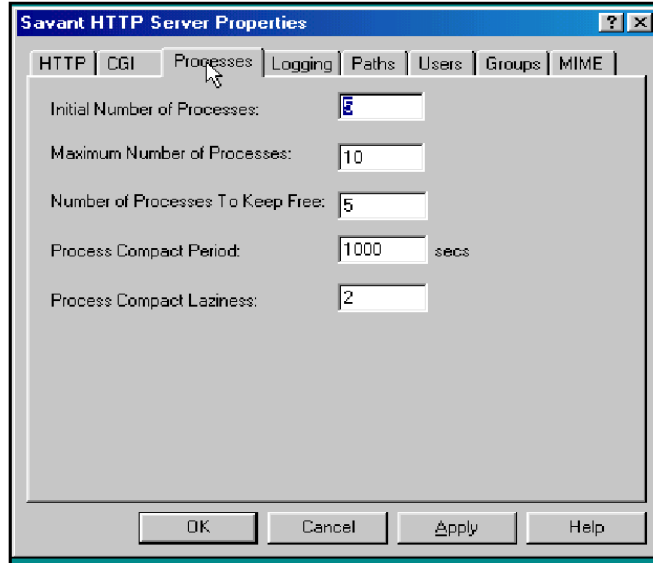 Savant HTTP Server Properties
HTTP CGI Processes Logging Paths Users Groups MIME
Initial Number of Processes:
Maximum Number of Processes: 10
Number of Processes To Keep Free: 5
Process Compact Period: 1000 secs
Process Compact Laziness: 2
OK Cancel Apply Help